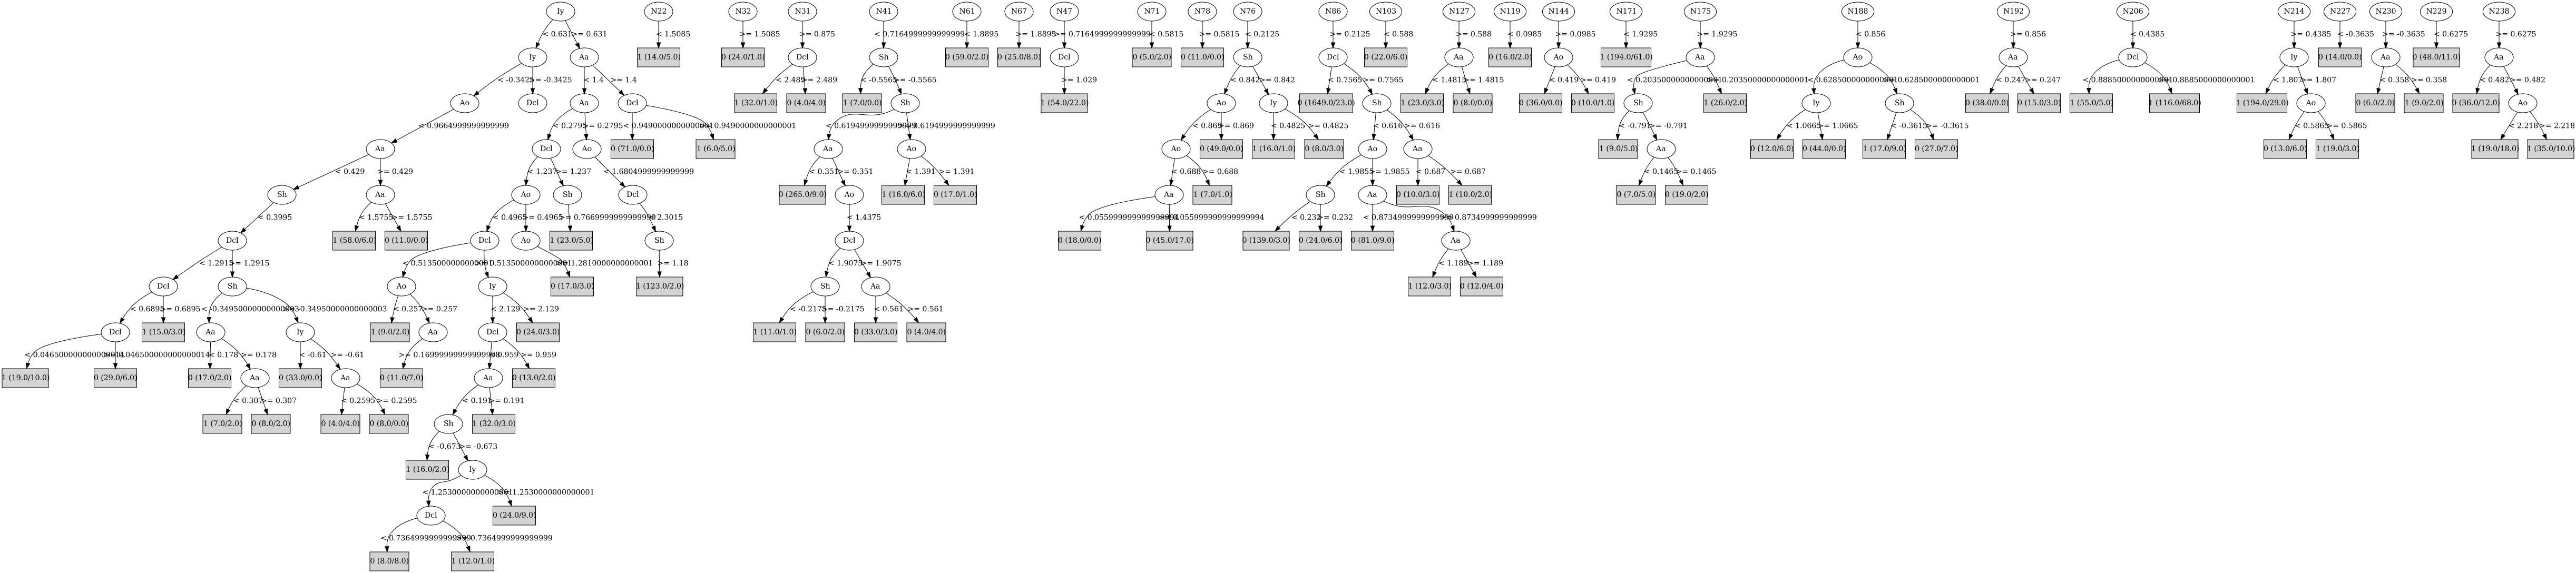 Iy N22 N32 N31 N41 N61 N67 N47 N71 N78 N76 N86 N103 N127 N119 N144 N171 N175 N188 N192 N206 N214 N227 N230 N229 N238
< 0.631 >= 0.631 < 1.5085 >= 1.5085 >= 0.875 < 0.7164999999999999 < 1.8895 >= 1.8895 >= 0.7164999999999999 < 0.5815 >= 0.5815 < 0.2125 >= 0.2125 < 0.588 >= 0.588 < 0.0985 >= 0.0985 < 1.9295 >= 1.9295 < 0.856 >= 0.856 < 0.4385 >= 0.4385 < -0.3635 >= -0.3635 < 0.6275 >= 0.6275
Iy Aa 1 (14.0/5.0) 0 (24.0/1.0) DcI Sh 0 (59.0/2.0) 0 (25.0/8.0) DcI 0 (5.0/2.0) 0 (11.0/0.0) Sh DcI 0 (22.0/6.0) Aa 0 (16.0/2.0) Ao 1 (194.0/61.0) Aa Ao Aa DcI Iy 0 (14.0/0.0) Aa 0 (48.0/11.0) Aa
< -0.3425 >= -0.3425 < 1.4 >= 1.4 < 2.489 >= 2.489 < -0.5565 >= -0.5565 >= 1.029 < 0.842 >= 0.842 < 0.7565 >= 0.7565 < 1.4815 >= 1.4815 < 0.419 >= 0.419 < 0.20350000000000001 >= 0.20350000000000001 < 0.62850000000000001 >= 0.62850000000000001 < 0.247 >= 0.247 < 0.88850000000000001 >= 0.88850000000000001 < 1.807 >= 1.807 < 0.358 >= 0.358 < 0.482 >= 0.482
Ao DcI Aa DcI 1 (32.0/1.0) 0 (4.0/4.0) 1 (7.0/0.0) Sh 1 (54.0/22.0) Ao Iy 0 (1649.0/23.0) Sh 1 (23.0/3.0) 0 (8.0/0.0) 0 (36.0/0.0) 0 (10.0/1.0) Sh 1 (26.0/2.0) Iy Sh 0 (38.0/0.0) 0 (15.0/3.0) 1 (55.0/5.0) 1 (116.0/68.0) 1 (194.0/29.0) Ao 0 (6.0/2.0) 1 (9.0/2.0) 0 (36.0/12.0) Ao
< 0.9664999999999999 < 0.2795 >= 0.2795 < 0.94900000000000001 >= 0.94900000000000001 < 0.6194999999999999 >= 0.6194999999999999 < 0.869 >= 0.869 < 0.4825 >= 0.4825 < 0.616 >= 0.616 < -0.791 >= -0.791 < 1.0665 >= 1.0665 < -0.3615 >= -0.3615 < 0.5865 >= 0.5865 < 2.218 >= 2.218
Aa DcI Ao 0 (71.0/0.0) 1 (6.0/5.0) Aa Ao Ao 0 (49.0/0.0) 1 (16.0/1.0) 0 (8.0/3.0) Ao Aa 1 (9.0/5.0) Aa 0 (12.0/6.0) 0 (44.0/0.0) 1 (17.0/9.0) 0 (27.0/7.0) 0 (13.0/6.0) 1 (19.0/3.0) 1 (19.0/18.0) 1 (35.0/10.0)
< 0.429 >= 0.429 < 1.237 >= 1.237 < 1.6804999999999999 < 0.351 >= 0.351 < 1.391 >= 1.391 < 0.688 >= 0.688 < 1.9855 >= 1.9855 < 0.687 >= 0.687 < 0.1465 >= 0.1465
Sh Aa Ao Sh DcI 0 (265.0/9.0) Ao 1 (16.0/6.0) 0 (17.0/1.0) Aa 1 (7.0/1.0) Sh Aa 0 (10.0/3.0) 1 (10.0/2.0) 0 (7.0/5.0) 0 (19.0/2.0)
< 0.3995 < 1.5755 >= 1.5755 < 0.4965 >= 0.4965 >= 0.7669999999999999 < 2.3015 < 1.4375 < 0.055999999999999994 >= 0.055999999999999994 < 0.232 >= 0.232 < 0.8734999999999999 >= 0.8734999999999999
DcI 1 (58.0/6.0) 0 (11.0/0.0) DcI Ao 1 (23.0/5.0) Sh DcI 0 (18.0/0.0) 0 (45.0/17.0) 0 (139.0/3.0) 0 (24.0/6.0) 0 (81.0/9.0) Aa
< 1.2915 >= 1.2915 < 0.51350000000000001 >= 0.51350000000000001 >= 1.2810000000000001 >= 1.18 < 1.9075 >= 1.9075 < 1.189 >= 1.189
DcI Sh Ao Iy 0 (17.0/3.0) 1 (123.0/2.0) Sh Aa 1 (12.0/3.0) 0 (12.0/4.0)
< 0.6895 >= 0.6895 < -0.34950000000000003 >= -0.34950000000000003 < 0.257 >= 0.257 < 2.129 >= 2.129 < -0.2175 >= -0.2175 < 0.561 >= 0.561
DcI 1 (15.0/3.0) Aa Iy 1 (9.0/2.0) Aa DcI 0 (24.0/3.0) 1 (11.0/1.0) 0 (6.0/2.0) 0 (33.0/3.0) 0 (4.0/4.0)
< 0.046500000000000014 >= 0.046500000000000014 < 0.178 >= 0.178 < -0.61 >= -0.61 >= 0.16999999999999998 < 0.959 >= 0.959
1 (19.0/10.0) 0 (29.0/6.0) 0 (17.0/2.0) Aa 0 (33.0/0.0) Aa 0 (11.0/7.0) Aa 0 (13.0/2.0)
< 0.307 >= 0.307 < 0.2595 >= 0.2595 < 0.191 >= 0.191
1 (7.0/2.0) 0 (8.0/2.0) 0 (4.0/4.0) 0 (8.0/0.0) Sh 1 (32.0/3.0)
< -0.673 >= -0.673
1 (16.0/2.0) Iy
< 1.2530000000000001 >= 1.2530000000000001
DcI 0 (24.0/9.0)
< 0.7364999999999999 >= 0.7364999999999999
0 (8.0/8.0) 1 (12.0/1.0)